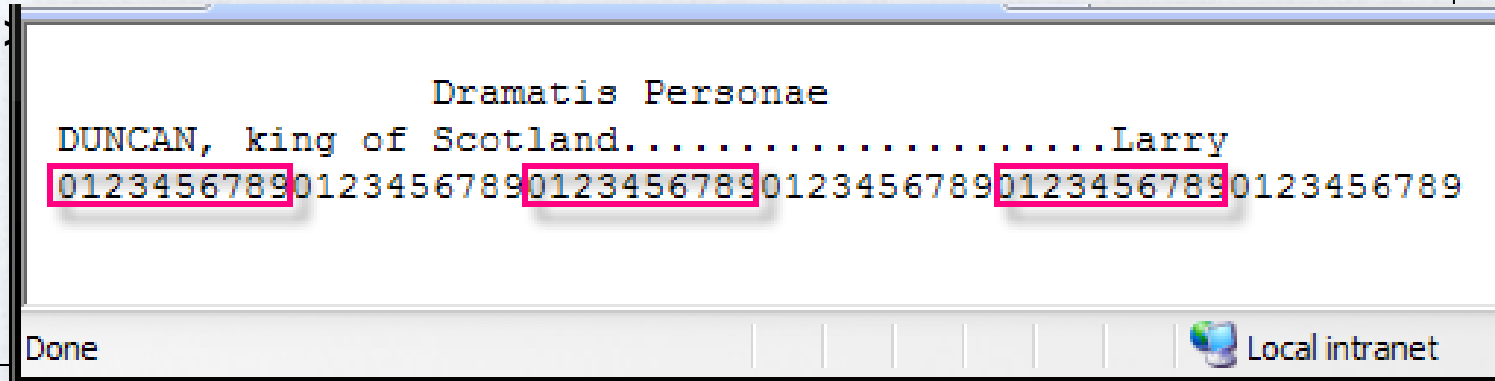 Dramatis Personae
DUNCAN, king of Scotland.....................Larry
012345678901234567890123456789012345678901234567890123456789
Done
Local intranet